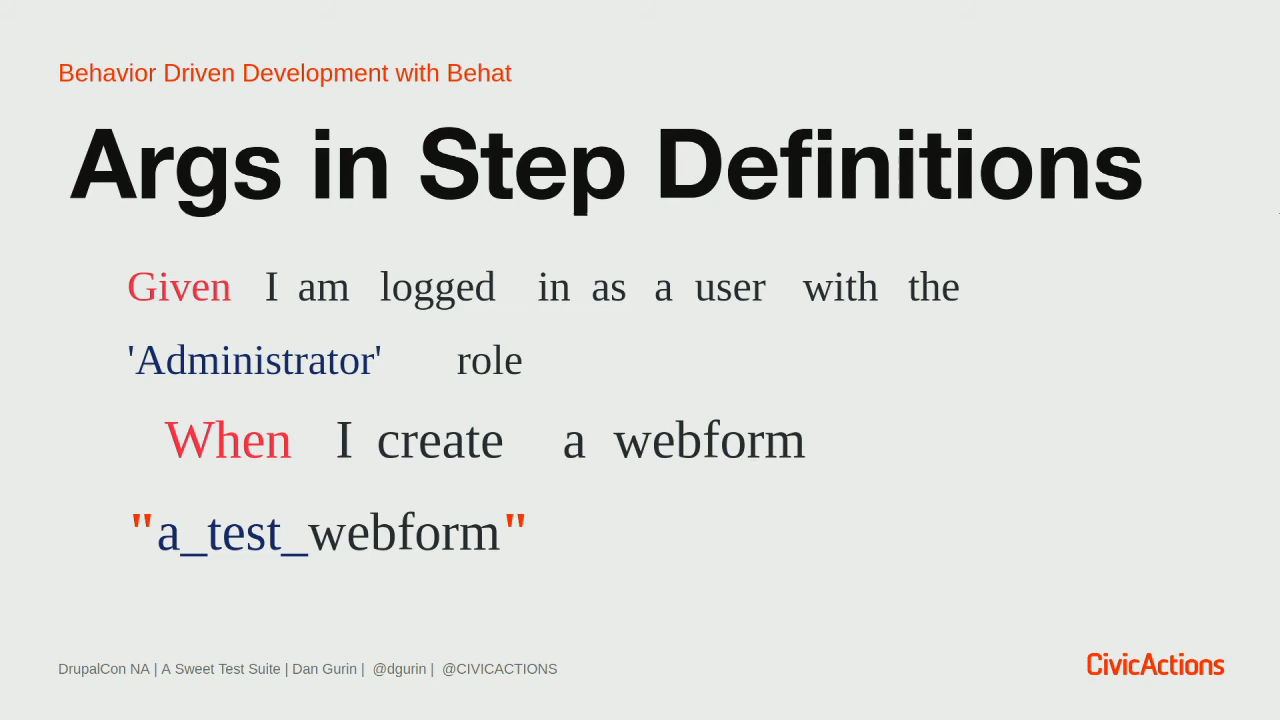 Behavior Driven Development with Behat
Args in Step Definitions
Given I am logged in as a user with the
'Administrator' role
When I create a webform
"a_test_webform"
DrupalCon NA | A Sweet Test Suite | Dan Gurin | @dgurin | @CIVICACTIONS
CivicActions